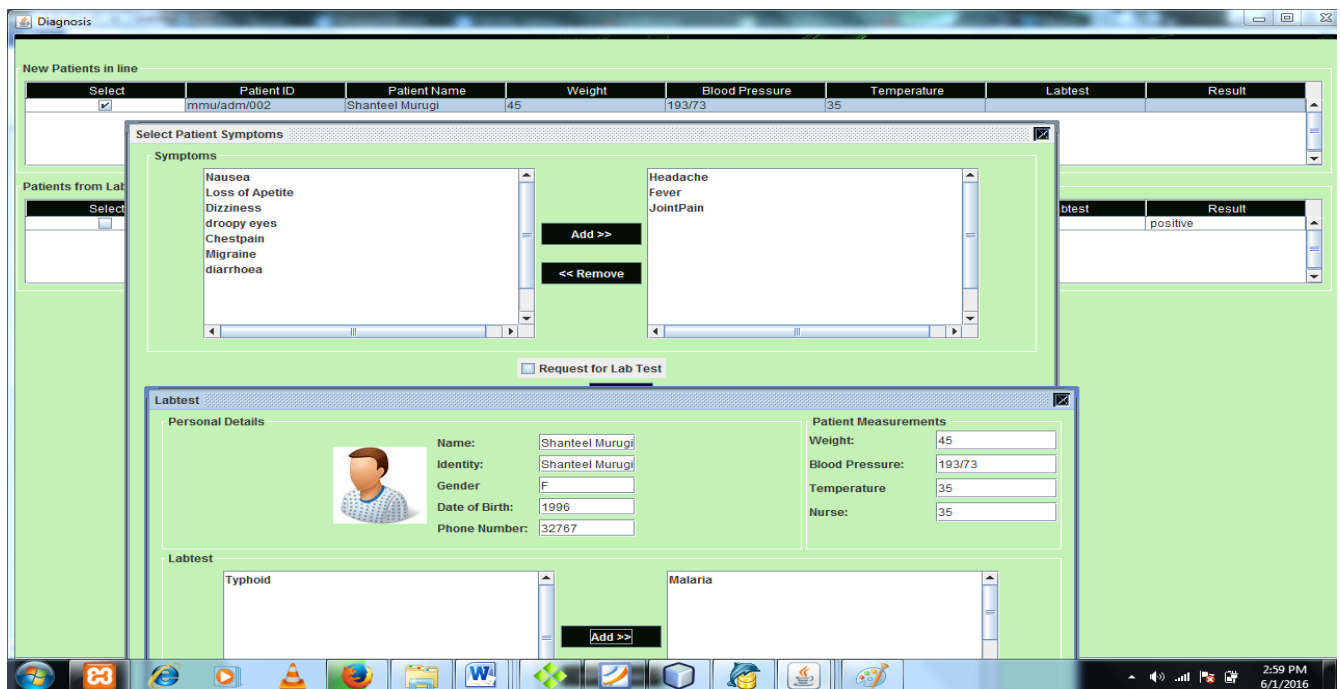 Diagnosis
New Patients in line
Select Patient ID Patient Name Weight Blood Pressure Temperature Labtest Result
mmu/adm/002 Shanteel Murugi 45 193/73 35
Select Patient Symptoms
Symptoms
Nausea
Loss of Apetite
Dizziness
droopy eyes
Chestpain
Migraine
diarrhoea
Add >>
<< Remove
Headache
Fever
JointPain
Patients from Lab
Select btest Result
positive
Request for Lab Test
Labtest
Personal Details
Name: Shanteel Murugi
Identity: Shanteel Murugi
Gender F
Date of Birth: 1996
Phone Number: 32767
Patient Measurements
Weight: 45
Blood Pressure: 193/73
Temperature 35
Nurse: 35
Labtest
Typhoid
Add >>
Malaria
2:59 PM
6/1/2016